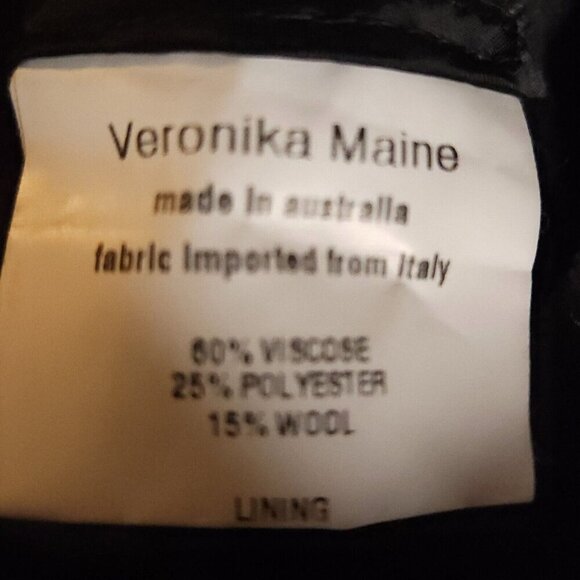 Veronika Maine
made in australia
fabric imported from italy
60% VISCOSE
25% POLYESTER
15% WOOL
LINING